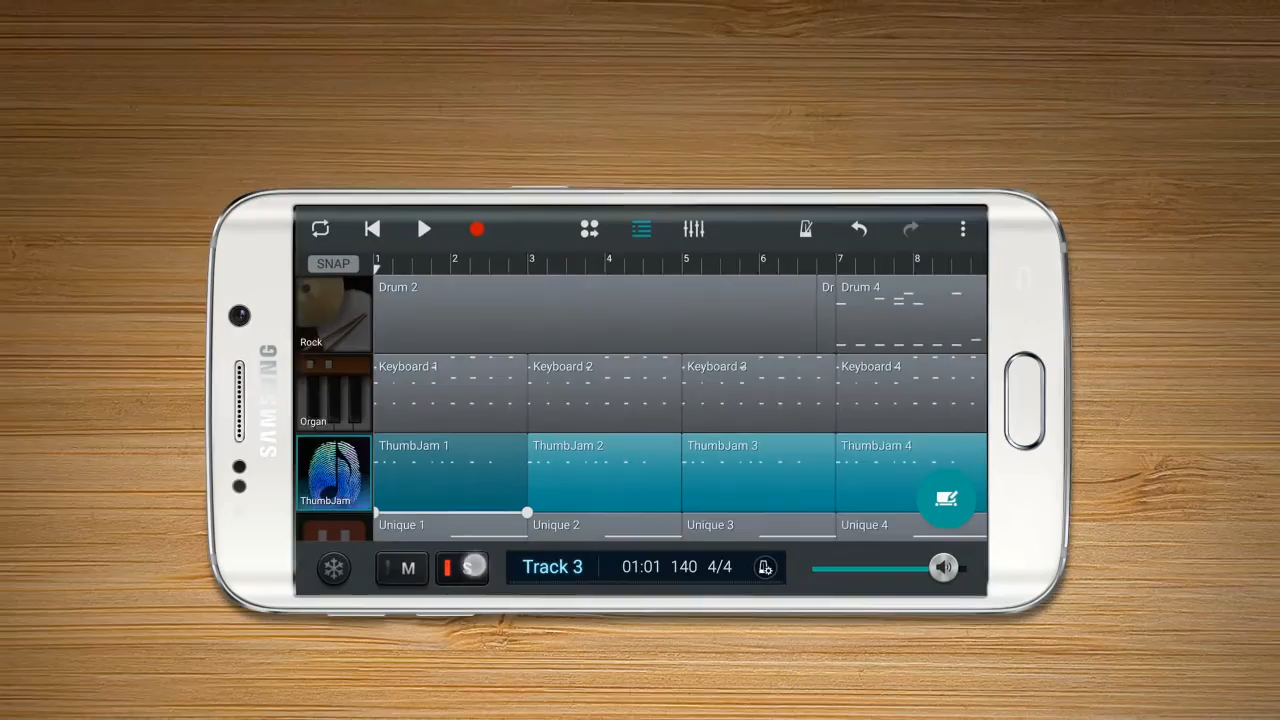 SAMSUNG
SNAP
1 2 3 4 5 6 7 8
Rock
Drum 2
Dr
Drum 4
Organ
Keyboard 1
Keyboard 2
Keyboard 3
Keyboard 4
ThumbJam
ThumbJam 1
ThumbJam 2
ThumbJam 3
ThumbJam 4
Unique 1
Unique 2
Unique 3
Unique 4
M
S
Track 3
01:01 140 4/4